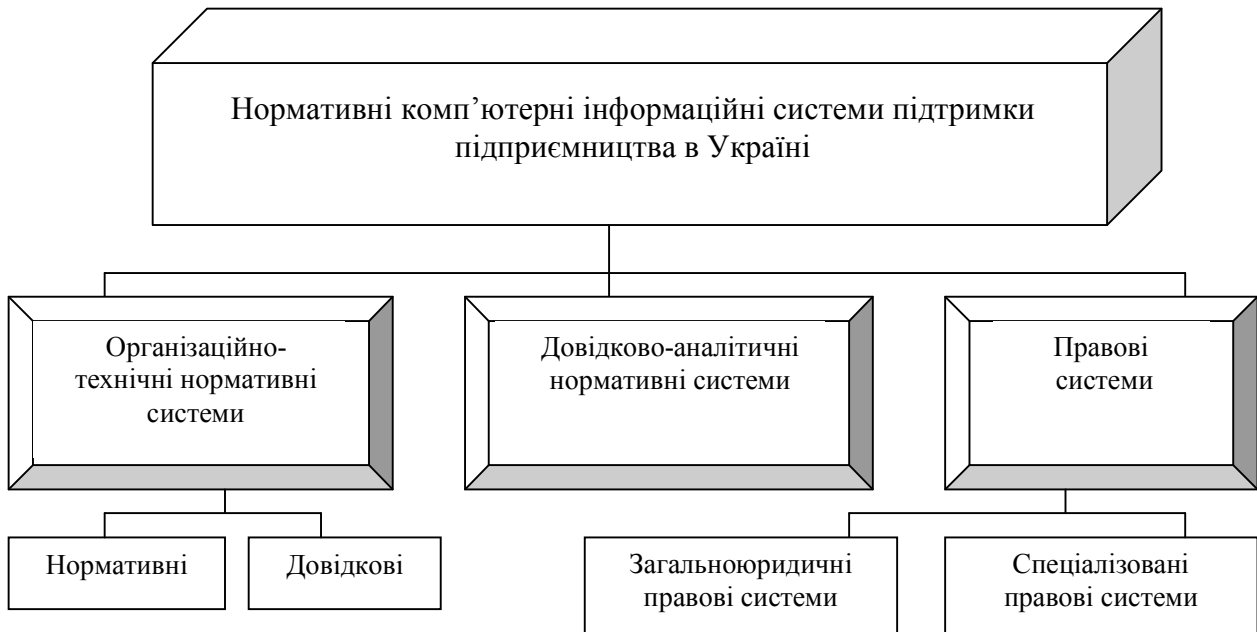 Нормативні комп’ютерні інформаційні системи підтримки
підприємництва в Україні
Організаційно-
технічні нормативні
системи
Довідково-аналітичні
нормативні системи
Правові
системи
Нормативні
Довідкові
Загальноюридичні
правові системи
Спеціалізовані
правові системи